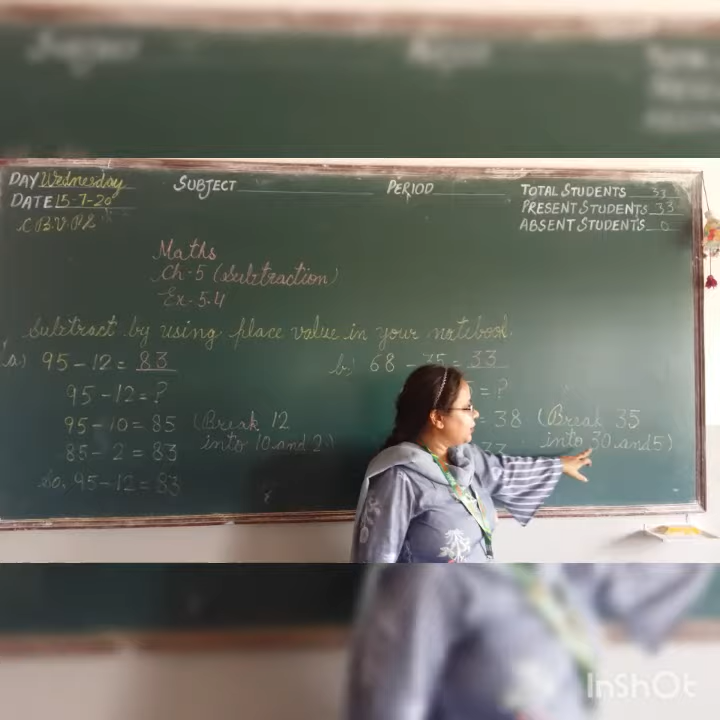 DAY Wednesday SUBJECT PERIOD TOTAL STUDENTS 33
DATE 15-7-20 PRESENT STUDENTS 33
C.B.V.P.S ABSENT STUDENTS 0
Maths
Ch-5 (Subtraction)
Ex-5.4
Subtract by using place value in your notebook.
(a) 95-12= 83
95-12=?
95-10=85 (Break 12
into 10 and 2)
85-2=83
So, 95-12=83
b) 68-35=33
=?
38 (Break 35
into 30 and 5)
33
InShOt